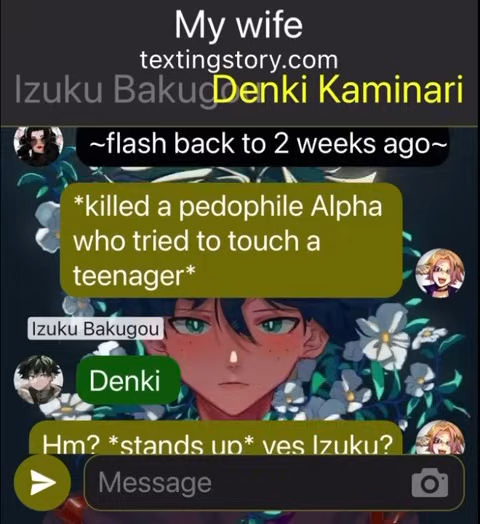 My wife
textingstory.com
Izuku Bakugou Denki Kaminari
~flash back to 2 weeks ago~
*killed a pedophile Alpha
who tried to touch a
teenager*
Izuku Bakugou
Denki
Hm? *stands up* yes Izuku?
Message